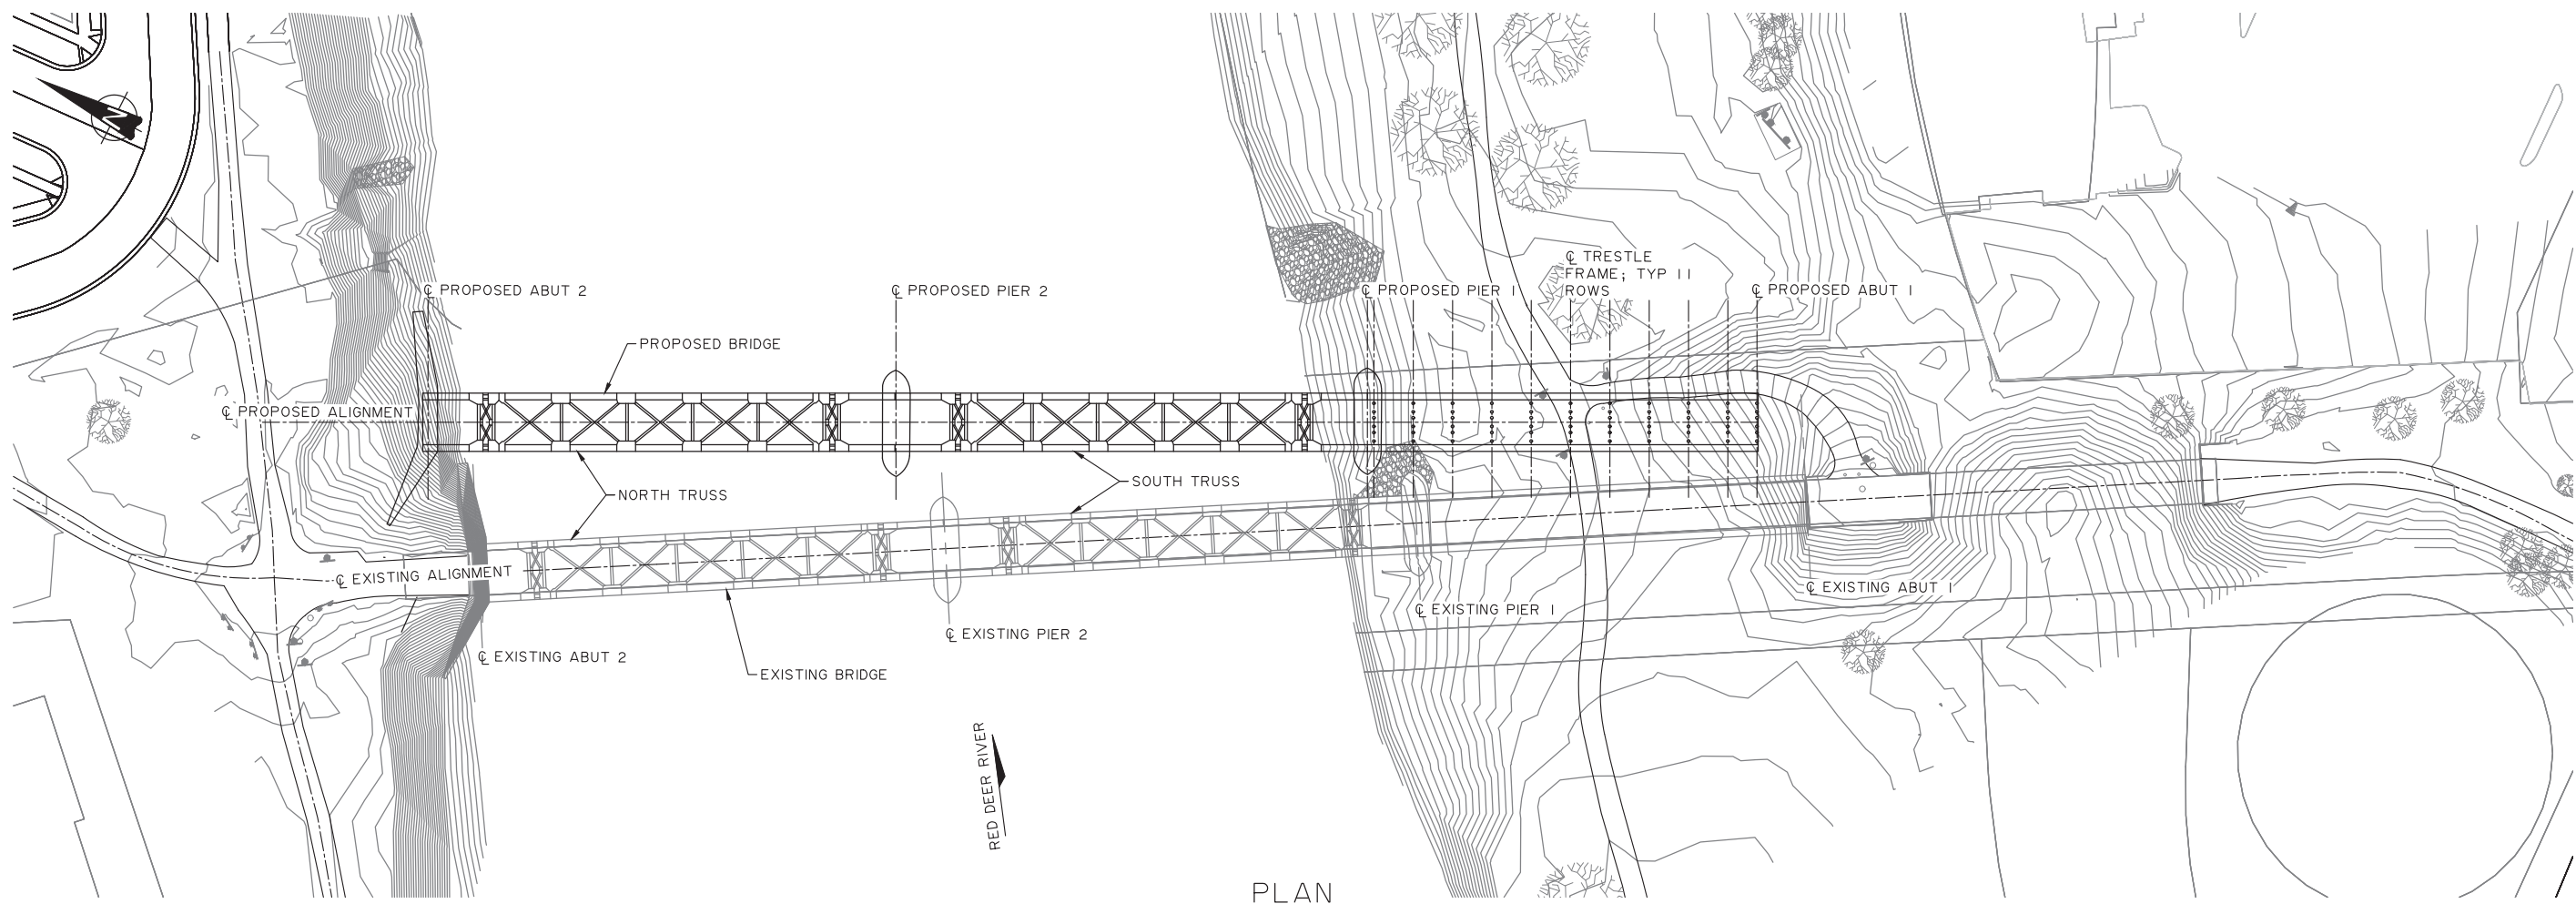 N
℄ TRESTLE
FRAME; TYP 11
ROWS
℄ PROPOSED ABUT 2
℄ PROPOSED PIER 2
℄ PROPOSED PIER 1
℄ PROPOSED ABUT 1
PROPOSED BRIDGE
℄ PROPOSED ALIGNMENT
NORTH TRUSS
SOUTH TRUSS
℄ EXISTING ALIGNMENT
℄ EXISTING ABUT 1
℄ EXISTING PIER 1
℄ EXISTING PIER 2
℄ EXISTING ABUT 2
EXISTING BRIDGE
RED DEER RIVER
PLAN